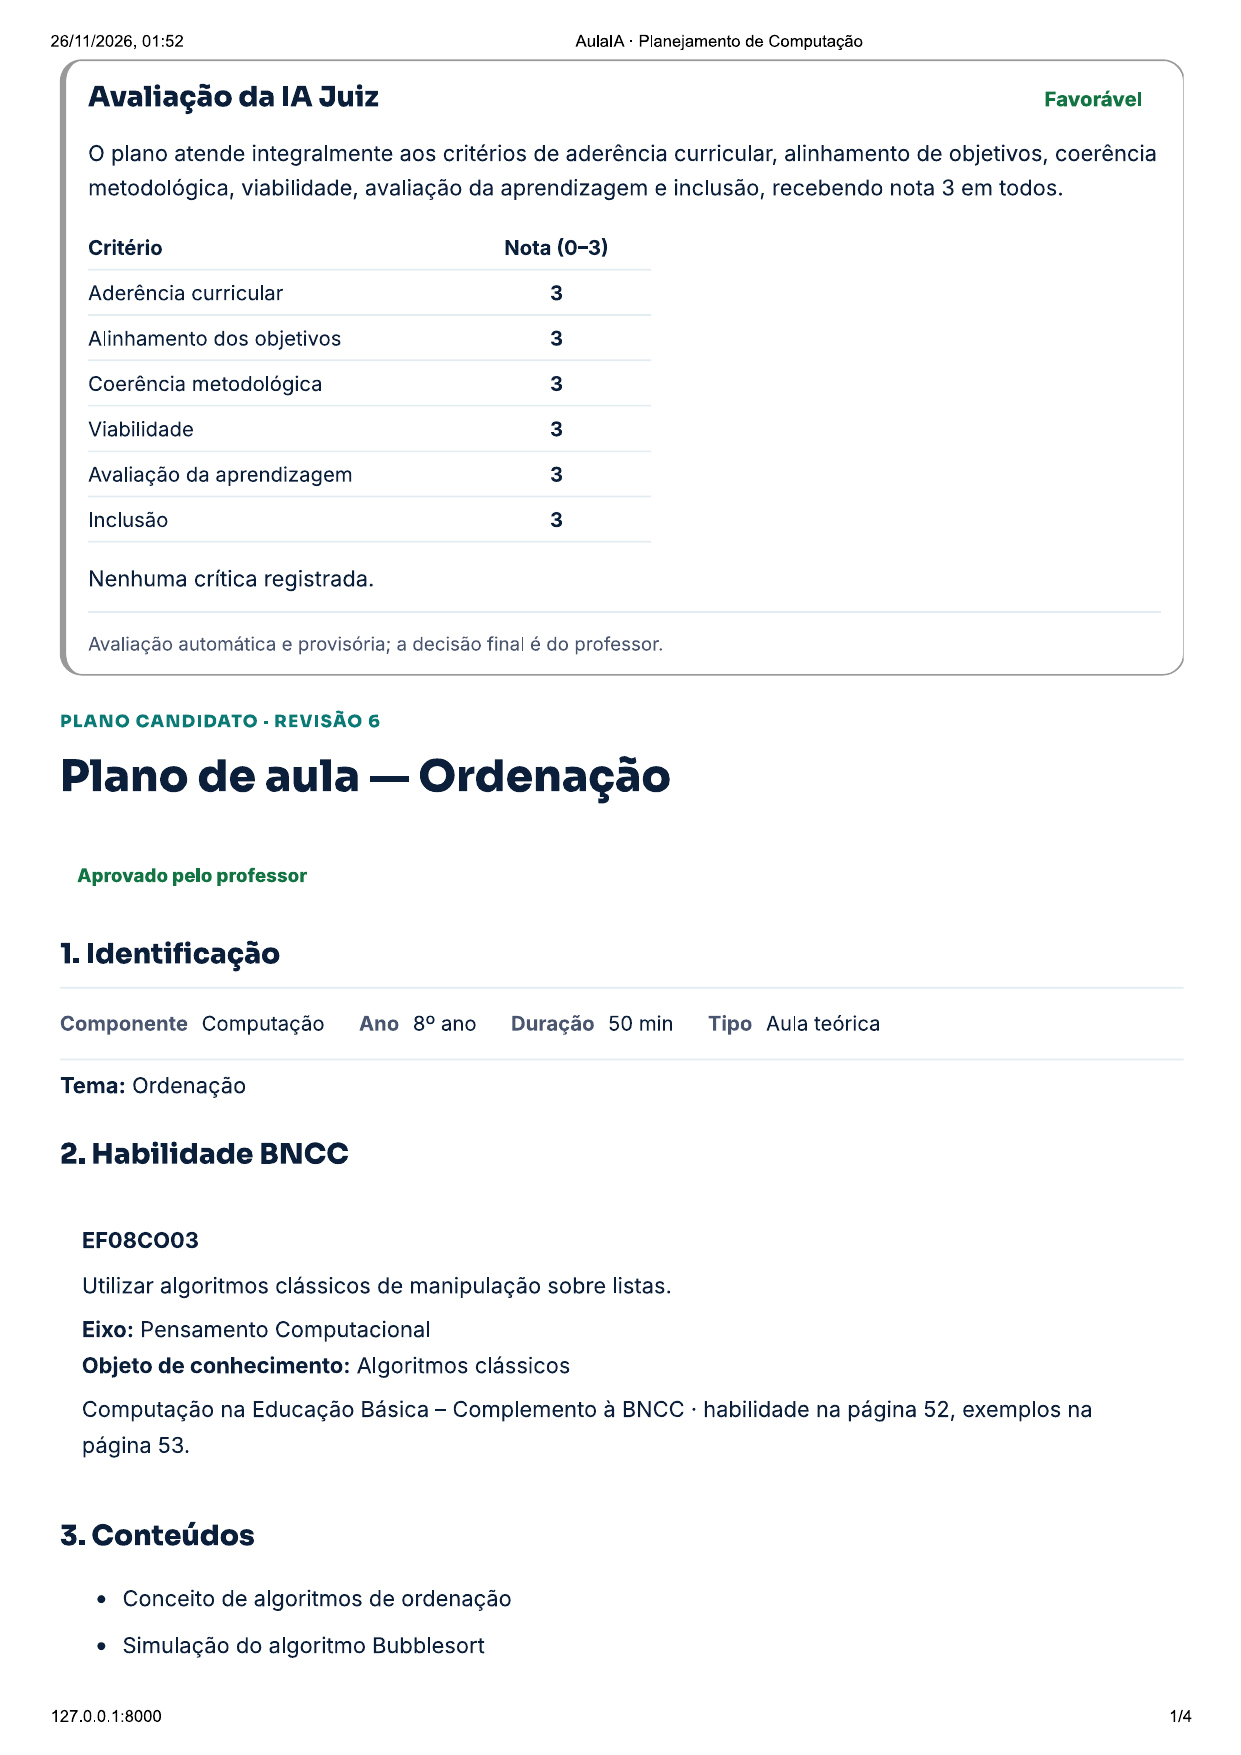 26/11/2026, 01:52
AulaIA · Planejamento de Computação
Avaliação da IA Juiz
Favorável
O plano atende integralmente aos critérios de aderência curricular, alinhamento de objetivos, coerência
metodológica, viabilidade, avaliação da aprendizagem e inclusão, recebendo nota 3 em todos.
Critério Nota (0–3)
Aderência curricular 3
Alinhamento dos objetivos 3
Coerência metodológica 3
Viabilidade 3
Avaliação da aprendizagem 3
Inclusão 3
Nenhuma crítica registrada.
Avaliação automática e provisória; a decisão final é do professor.
PLANO CANDIDATO · REVISÃO 6
Plano de aula — Ordenação
Aprovado pelo professor
1. Identificação
Componente Computação Ano 8º ano Duração 50 min Tipo Aula teórica
Tema: Ordenação
2. Habilidade BNCC
EF08CO03
Utilizar algoritmos clássicos de manipulação sobre listas.
Eixo: Pensamento Computacional
Objeto de conhecimento: Algoritmos clássicos
Computação na Educação Básica – Complemento à BNCC · habilidade na página 52, exemplos na
página 53.
3. Conteúdos
• Conceito de algoritmos de ordenação
• Simulação do algoritmo Bubblesort
127.0.0.1:8000
1/4